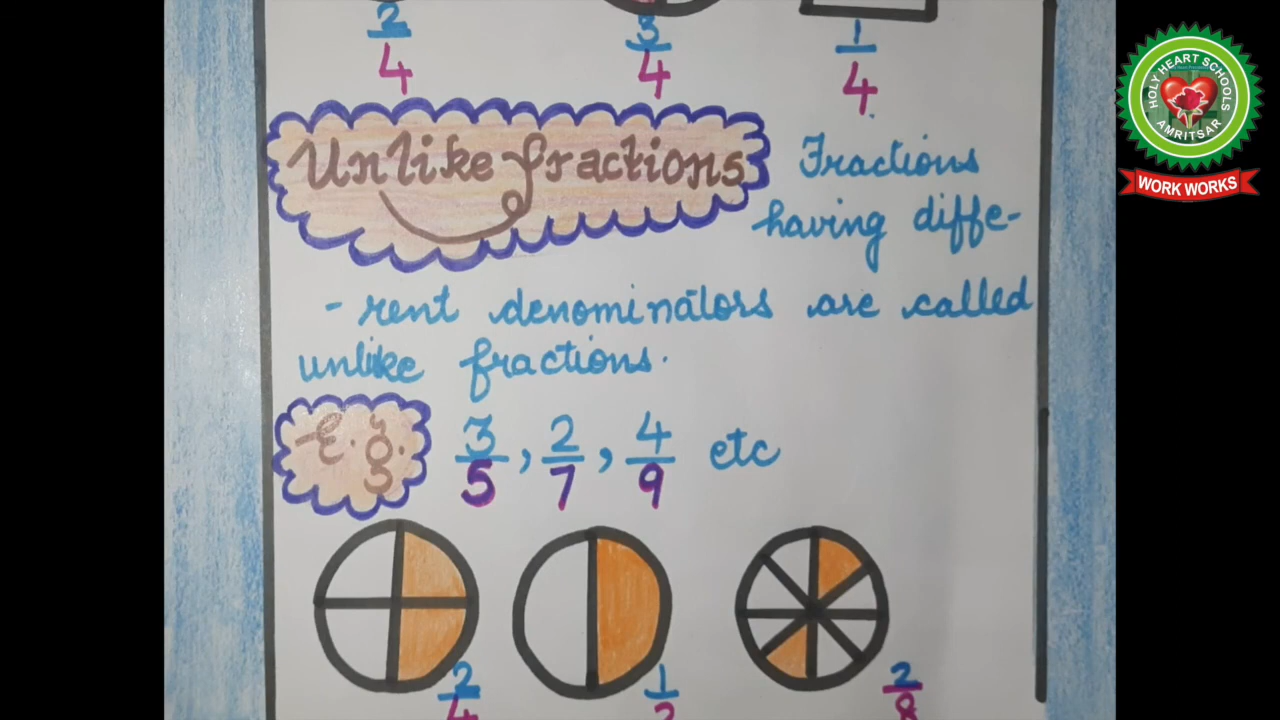 2/4 3/4 1/4
Unlike fractions
Fractions
having diffe-
- rent denominators are called
unlike fractions.
E.g. 3/5, 2/7, 4/9 etc
2/4 1/2 2/8
HOLY HEART SCHOOLS
AMRITSAR
WORK WORKS